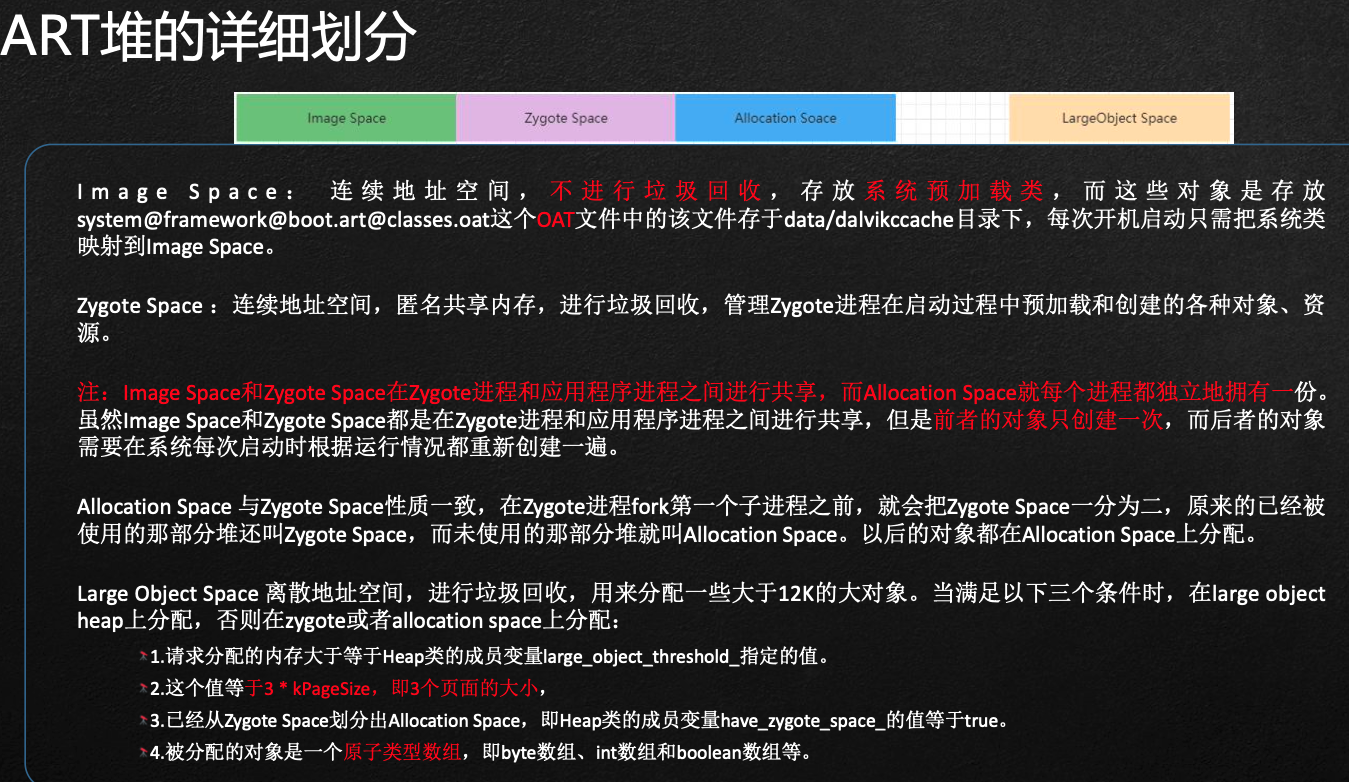 ART堆的详细划分
Image Space
Zygote Space
Allocation Soace
LargeObject Space
Image Space： 连续地址空间，不进行垃圾回收，存放系统预加载类，而这些对象是存放
system@framework@boot.art@classes.oat这个OAT文件中的该文件存于data/dalvikccache目录下，每次开机启动只需把系统类
映射到Image Space。
Zygote Space ：连续地址空间，匿名共享内存，进行垃圾回收，管理Zygote进程在启动过程中预加载和创建的各种对象、资
源。
注：Image Space和Zygote Space在Zygote进程和应用程序进程之间进行共享，而Allocation Space就每个进程都独立地拥有一份。
虽然Image Space和Zygote Space都是在Zygote进程和应用程序进程之间进行共享，但是前者的对象只创建一次，而后者的对象
需要在系统每次启动时根据运行情况都重新创建一遍。
Allocation Space 与Zygote Space性质一致，在Zygote进程fork第一个子进程之前，就会把Zygote Space一分为二，原来的已经被
使用的那部分堆还叫Zygote Space，而未使用的那部分堆就叫Allocation Space。以后的对象都在Allocation Space上分配。
Large Object Space 离散地址空间，进行垃圾回收，用来分配一些大于12K的大对象。当满足以下三个条件时，在large object
heap上分配，否则在zygote或者allocation space上分配：
1.请求分配的内存大于等于Heap类的成员变量large_object_threshold_指定的值。
2.这个值等于3 * kPageSize，即3个页面的大小，
3.已经从Zygote Space划分出Allocation Space，即Heap类的成员变量have_zygote_space_的值等于true。
4.被分配的对象是一个原子类型数组，即byte数组、int数组和boolean数组等。